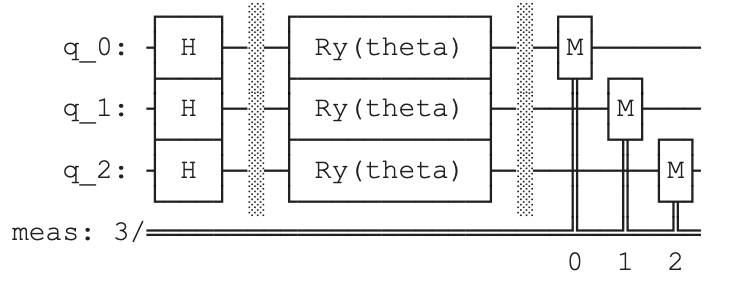 q_0: H Ry(theta) M
q_1: H Ry(theta) M
q_2: H Ry(theta) M
meas: 3/
0 1 2